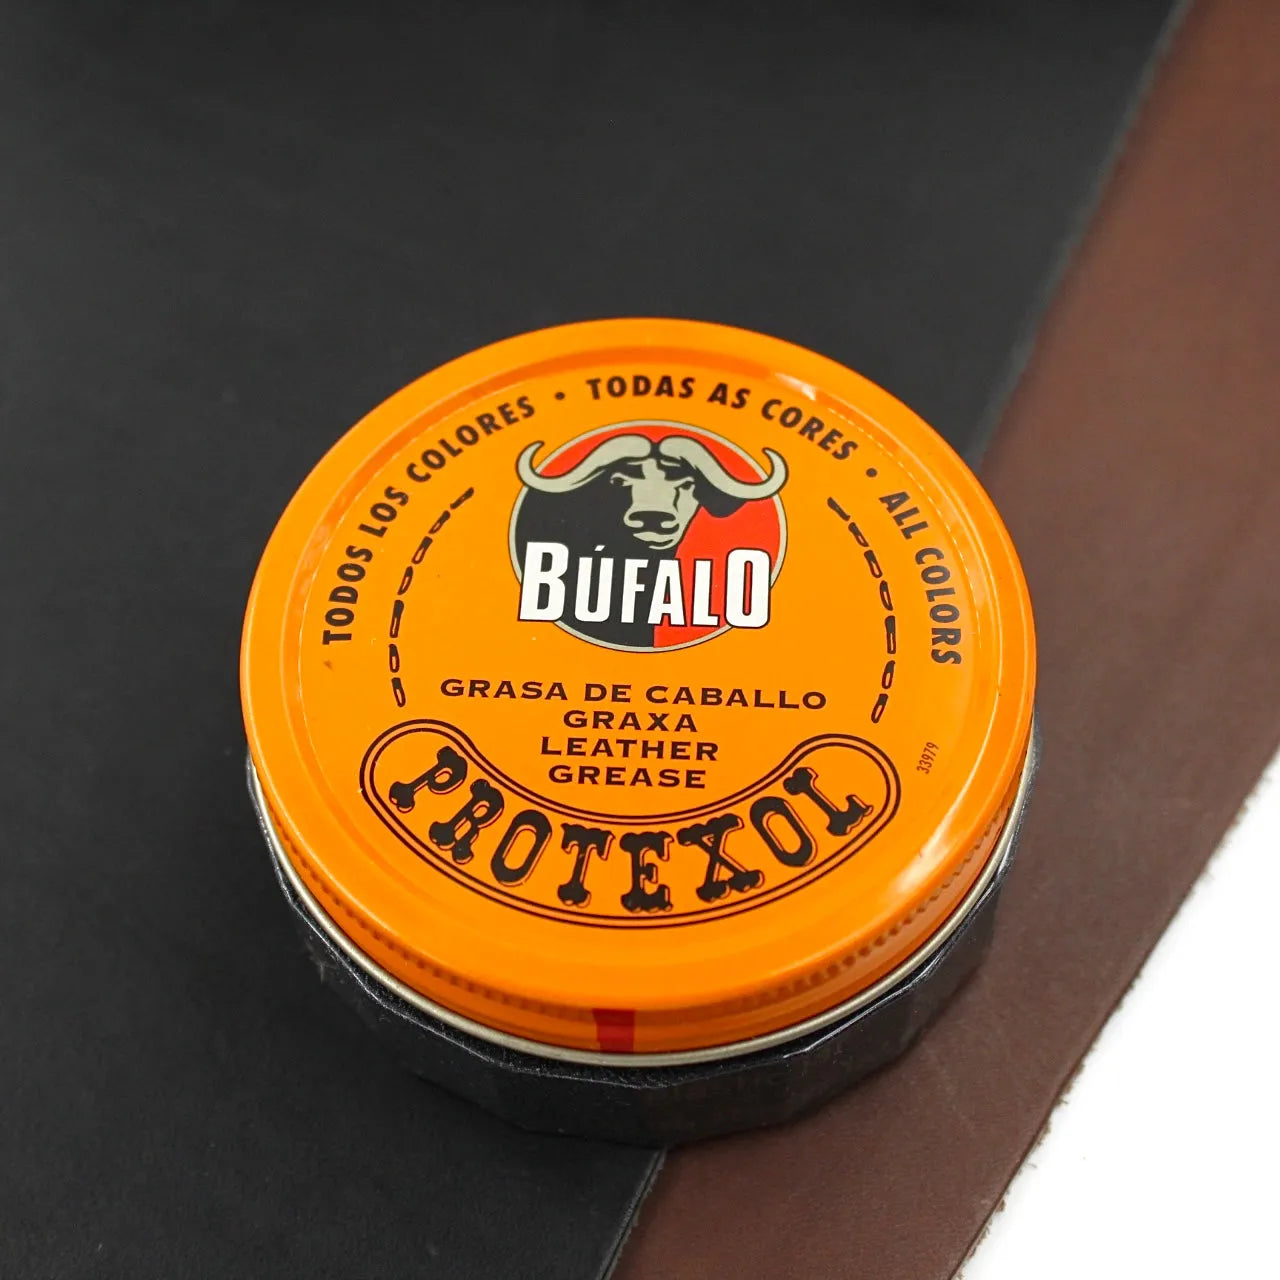 TODOS LOS COLORES • TODAS AS CORES • ALL COLORS
BÚFALO
GRASA DE CABALLO
GRAXA
LEATHER
GREASE
PROTEXOL
33979